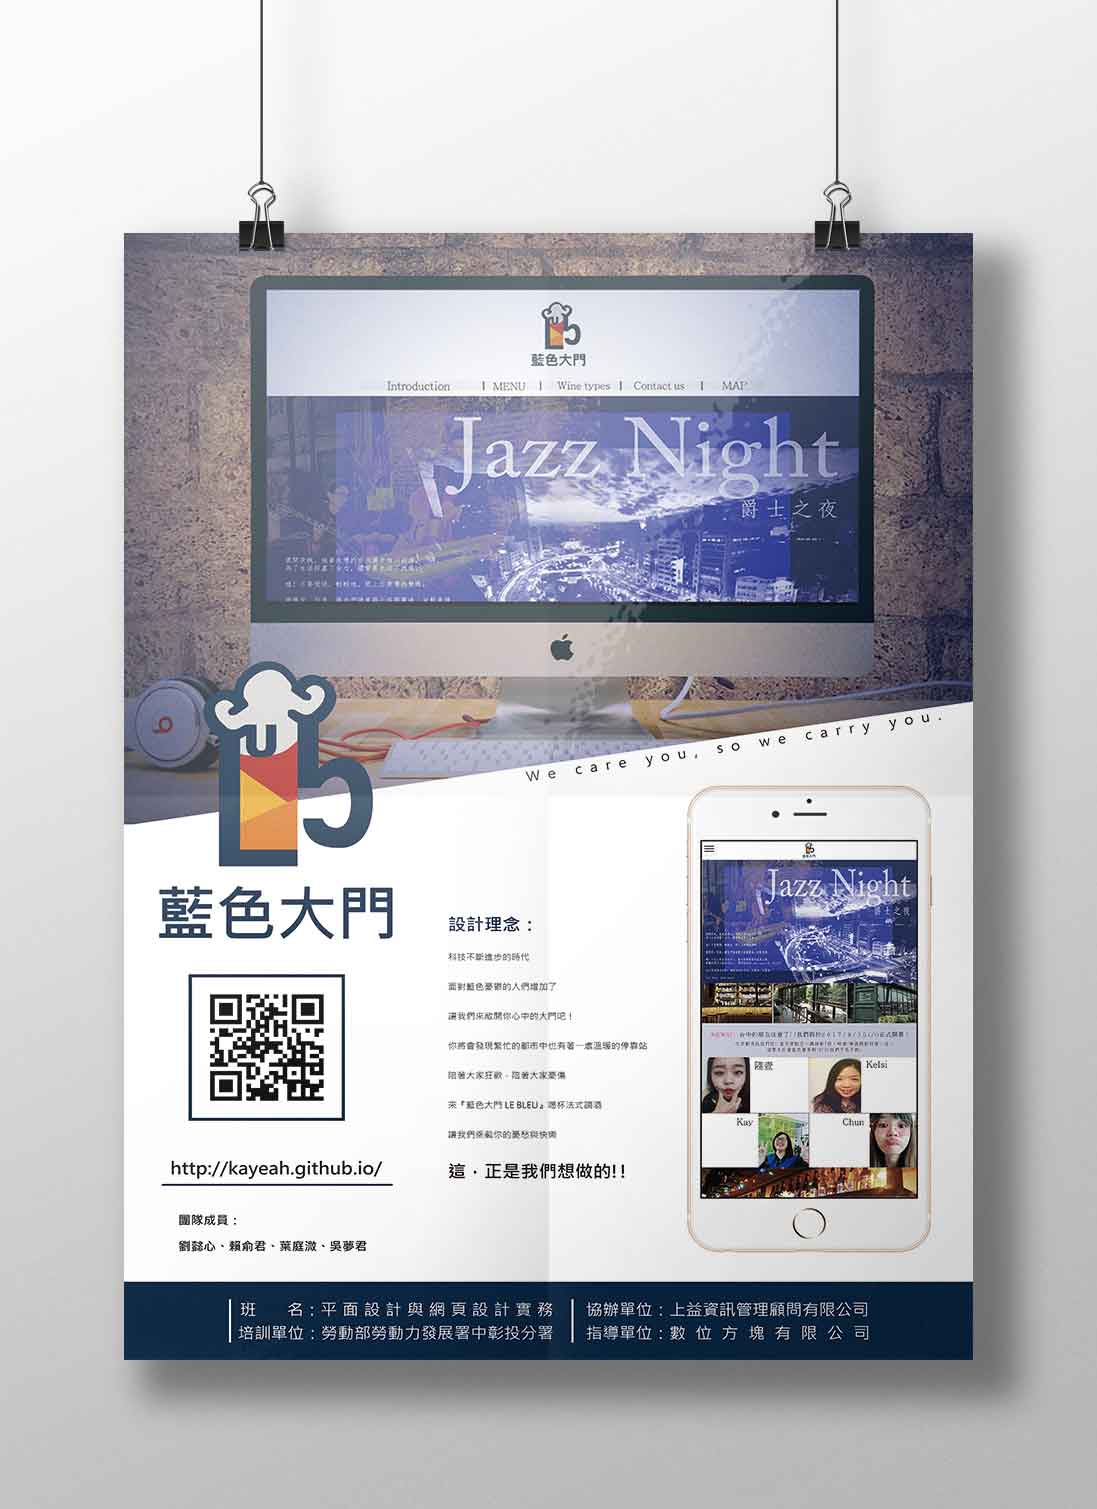 藍色大門
Introduction | MENU | Wine types | Contact us | MAP
Jazz Night
爵士之夜
We care you, so we carry you.
藍色大門
http://kayeah.github.io/
團隊成員：
劉懿心、賴俞君、葉庭溦、吳夢君
設計理念：
科技不斷進步的時代
面對藍色憂鬱的人們增加了
讓我們來敲開你心中的大門吧！
你將會發現繁忙的都市中也有著一處溫暖的停靠站
陪著大家狂歡，陪著大家憂傷
來『藍色大門 LE BLEU』喝杯法式調酒
讓我們乘載你的憂愁與快樂
這，正是我們想做的!!
藍色大門
Jazz Night
爵士之夜
Kelsi
Kay
Chun
班　　名：平面設計與網頁設計實務
培訓單位：勞動部勞動力發展署中彰投分署
協辦單位：上益資訊管理顧問有限公司
指導單位：數位方塊有限公司